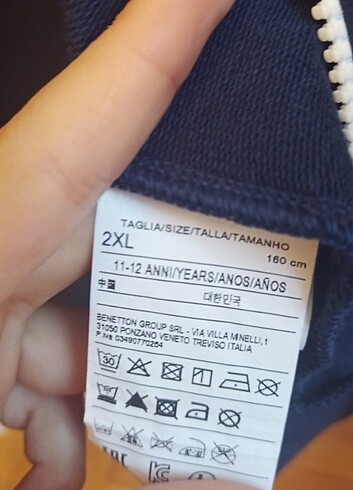 TAGLIA/SIZE/TALLA/TAMANHO
2XL
160 cm
11-12 ANNI/YEARS/ANOS/AÑOS
中国 대한민국
BENETTON GROUP SRL - VIA VILLA MINELLI,1
31050 PONZANO VENETO TREVISO ITALIA
P.Iva 03490770264
30